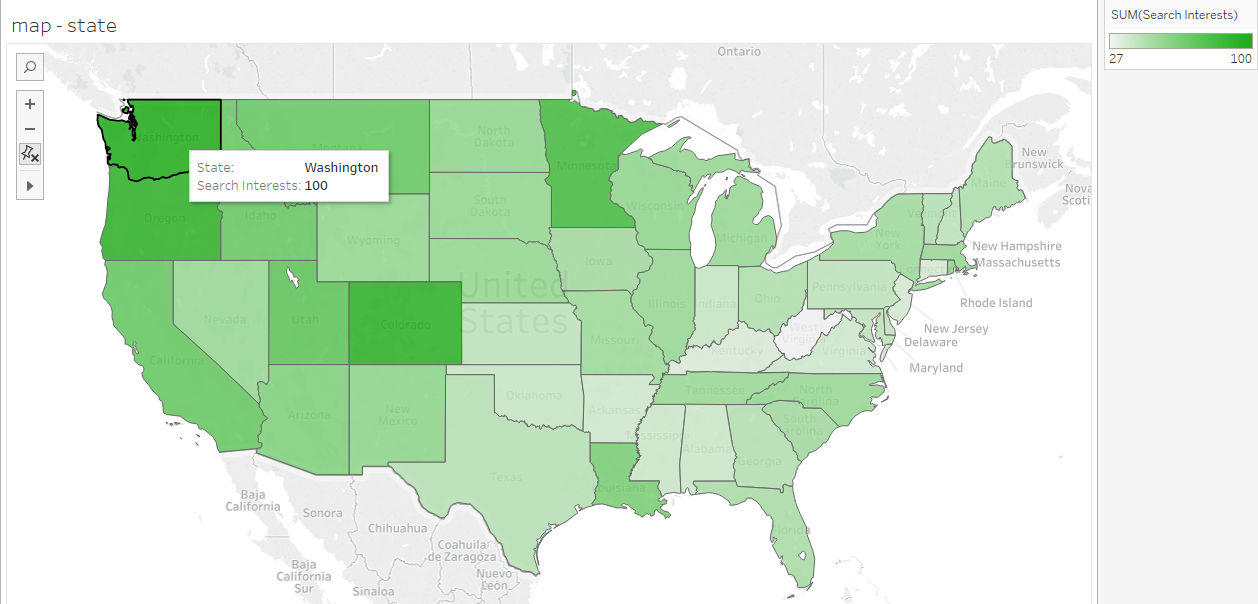 map - state
SUM(Search Interests)
27
100
Ontario
Washington
Montana
North
Dakota
Minnesota
State:
Washington
Search Interests: 100
Oregon
Idaho
South
Dakota
Wisconsin
Michigan
Maine
New
Brunswick
Nova
Scoti
Vermo
New
York
Wyoming
Iowa
New Hampshire
Massachusetts
Connect
Rhode Island
Pennsylvania
Nevada
Utah
Colorado
United
States
Illinois
Indiana
Ohio
New Jersey
Delaware
Maryland
West
Virginia
Virginia
California
Missouri
Kentucky
Arizona
New
Mexico
Oklahoma
Arkansas
Tennessee
North
Carolina
South
Carolina
Mississippi
Alabama
Georgia
Texas
Louisiana
Florida
Baja
California
Sonora
Chihuahua
Coahuila
de Zaragoza
Nuevo
León
Baja
California
Sur
Sinaloa